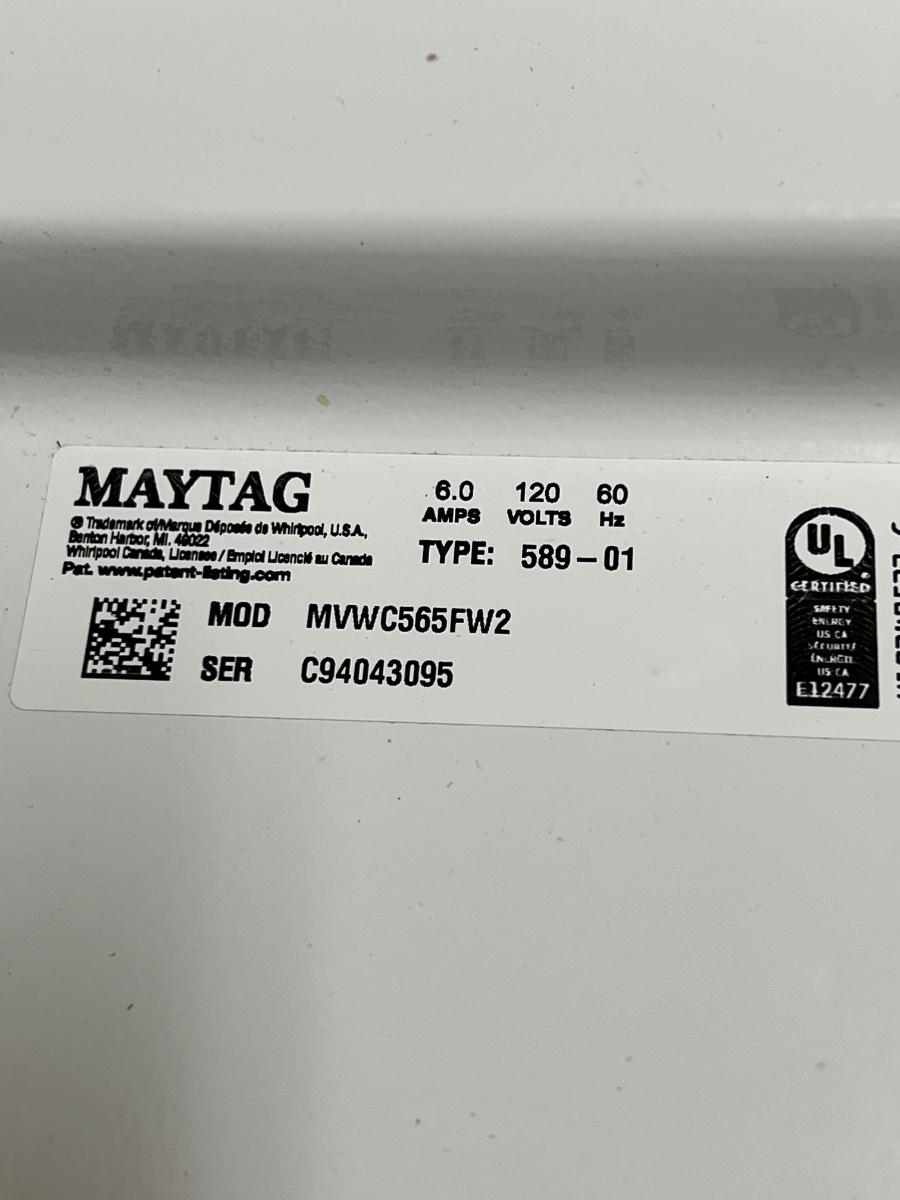 MAYTAG
® Trademark of/Marque Déposée de Whirlpool, U.S.A.,
Benton Harbor, MI. 49022
Whirlpool Canada, Licensee / Emploi Licencié au Canada
Pat. www.patent-listing.com
6.0 120 60
AMPS VOLTS Hz
TYPE: 589-01
MOD MVWC565FW2
SER C94043095
UL
®
CERTIFIED
SAFETY
ENERGY
US CA
SÉCURITÉ
ÉNERGIE
US CA
E12477